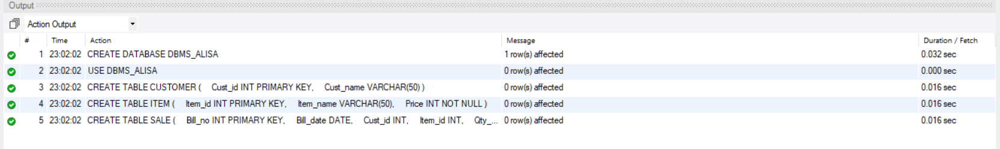 Output
Action Output
# Time Action Message Duration / Fetch
1 23:02:02 CREATE DATABASE DBMS_ALISA 1 row(s) affected 0.032 sec
2 23:02:02 USE DBMS_ALISA 0 row(s) affected 0.000 sec
3 23:02:02 CREATE TABLE CUSTOMER ( Cust_id INT PRIMARY KEY, Cust_name VARCHAR(50) ) 0 row(s) affected 0.016 sec
4 23:02:02 CREATE TABLE ITEM ( Item_id INT PRIMARY KEY, Item_name VARCHAR(50), Price INT NOT NULL ) 0 row(s) affected 0.016 sec
5 23:02:02 CREATE TABLE SALE ( Bill_no INT PRIMARY KEY, Bill_date DATE, Cust_id INT, Item_id INT, Qty_... 0 row(s) affected 0.016 sec